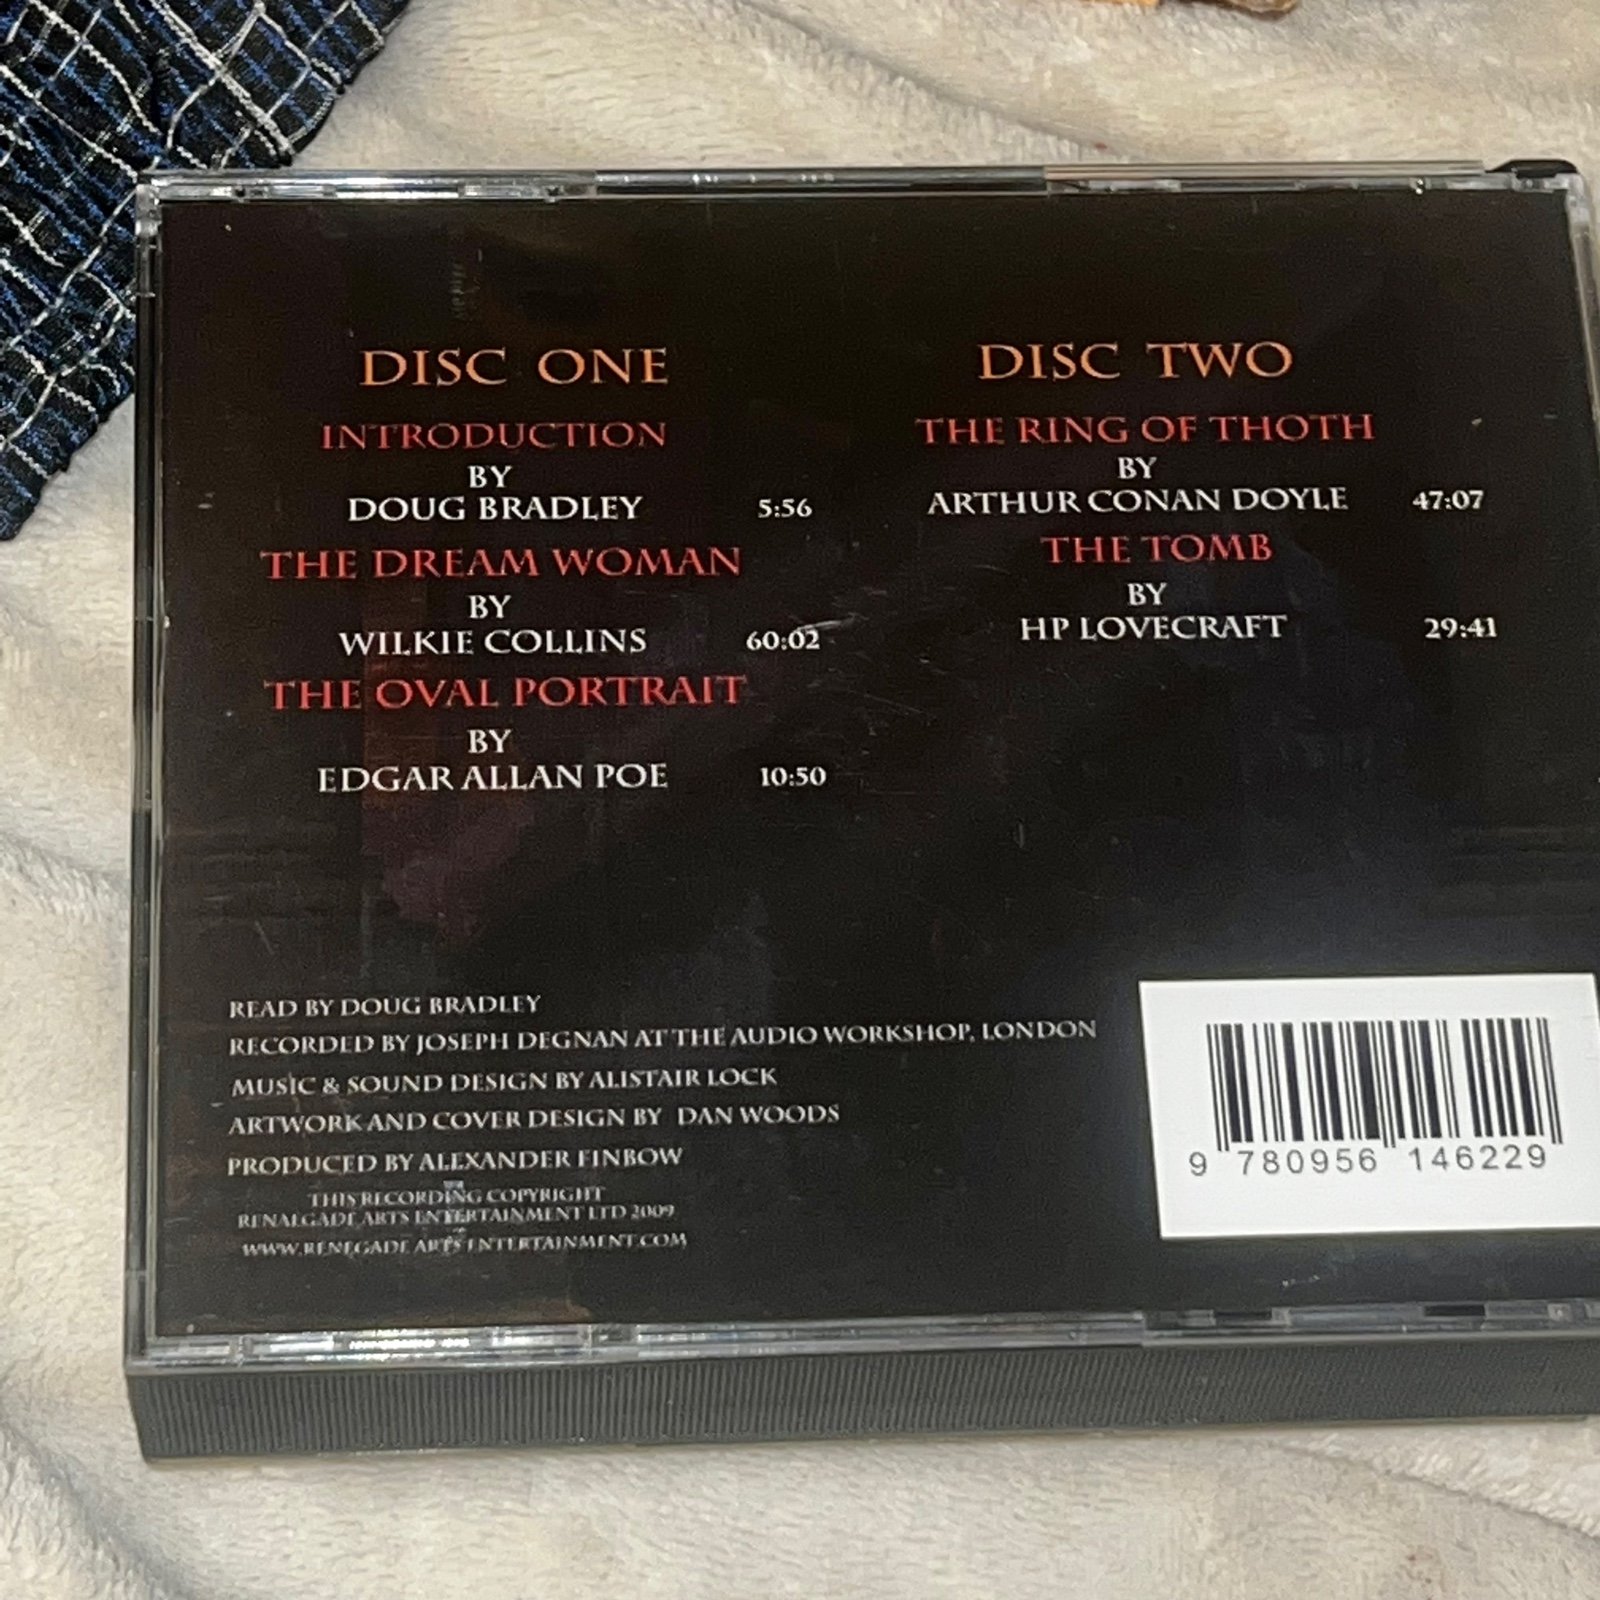 DISC ONE
INTRODUCTION
BY
DOUG BRADLEY 5:56
THE DREAM WOMAN
BY
WILKIE COLLINS 60:02
THE OVAL PORTRAIT
BY
EDGAR ALLAN POE 10:50
DISC TWO
THE RING OF THOTH
BY
ARTHUR CONAN DOYLE 47:07
THE TOMB
BY
HP LOVECRAFT 29:41
READ BY DOUG BRADLEY
RECORDED BY JOSEPH DEGNAN AT THE AUDIO WORKSHOP, LONDON
MUSIC & SOUND DESIGN BY ALISTAIR LOCK
ARTWORK AND COVER DESIGN BY DAN WOODS
PRODUCED BY ALEXANDER FINBOW
THIS RECORDING COPYRIGHT
RENAEGADE ARTS ENTERTAINMENT LTD 2009
WWW.RENEGADE ARTS ENTERTAINMENT.COM
9 780956 146229